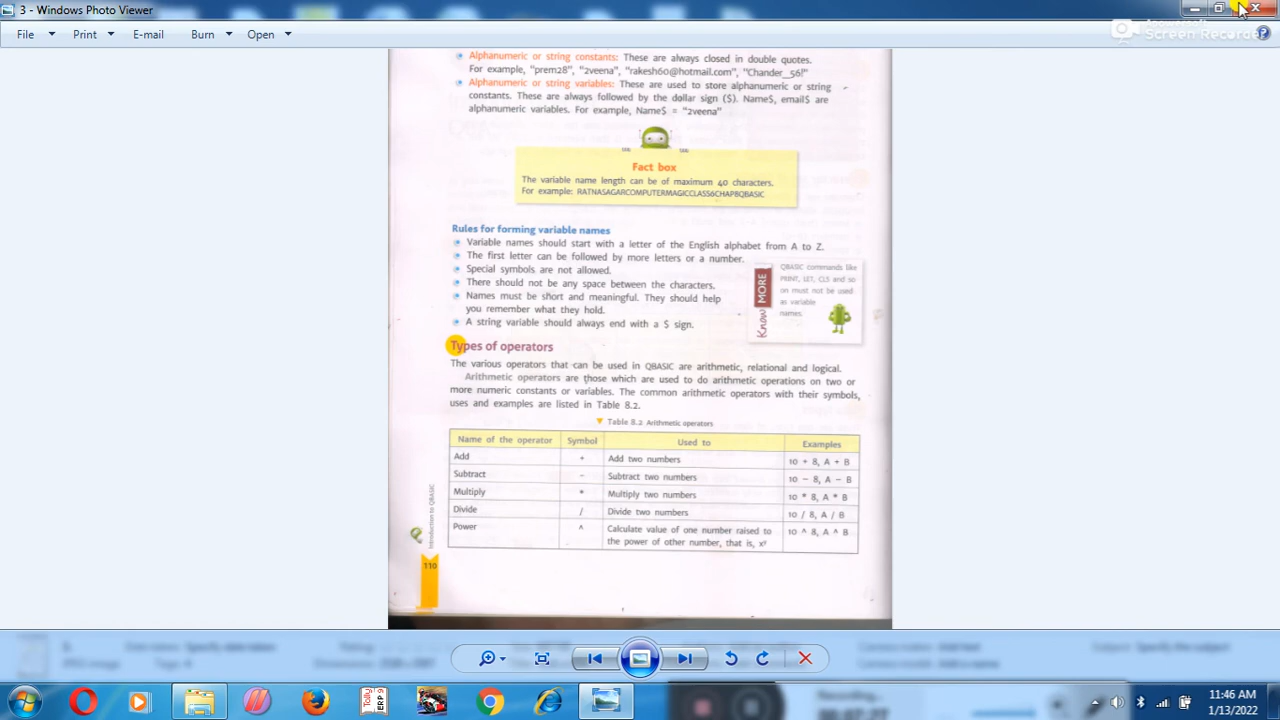 3 - Windows Photo Viewer
File Print E-mail Burn Open
Screen Recorder
Alphanumeric or string constants: These are always closed in double quotes.
For example, "prem28", "2veena", "rakesh60@hotmail.com", "Chander_56!"
Alphanumeric or string variables: These are used to store alphanumeric or string
constants. These are always followed by the dollar sign ($). Name$, email$ are
alphanumeric variables. For example, Name$ = "2veena"
Fact box
The variable name length can be of maximum 40 characters.
For example: RATNASAGARCOMPUTERMAGICCLASS6CHAP8QBASIC
Rules for forming variable names
Variable names should start with a letter of the English alphabet from A to Z.
The first letter can be followed by more letters or a number.
Special symbols are not allowed.
There should not be any space between the characters.
Names must be short and meaningful. They should help
you remember what they hold.
A string variable should always end with a $ sign.
Know MORE
QBASIC commands like
PRINT, LET, CLS and so
on must not be used
as variable
names.
Types of operators
The various operators that can be used in QBASIC are arithmetic, relational and logical.
Arithmetic operators are those which are used to do arithmetic operations on two or
more numeric constants or variables. The common arithmetic operators with their symbols,
uses and examples are listed in Table 8.2.
Table 8.2 Arithmetic operators
Name of the operator Symbol Used to Examples
Add + Add two numbers 10 + 8, A + B
Subtract - Subtract two numbers 10 - 8, A - B
Multiply * Multiply two numbers 10 * 8, A * B
Divide / Divide two numbers 10 / 8, A / B
Power ^ Calculate value of one number raised to 10 ^ 8, A ^ B
the power of other number, that is, xʸ
Introduction to QBASIC
110
Recording...
11:46 AM
1/13/2022